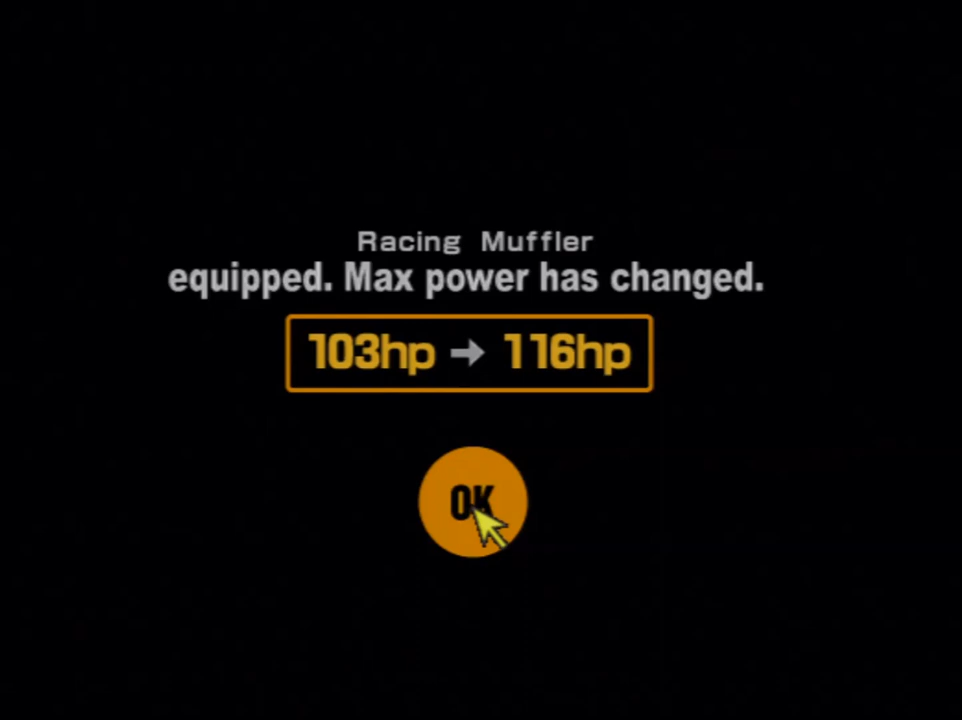 Racing Muffler
equipped. Max power has changed.
103hp → 116hp
OK